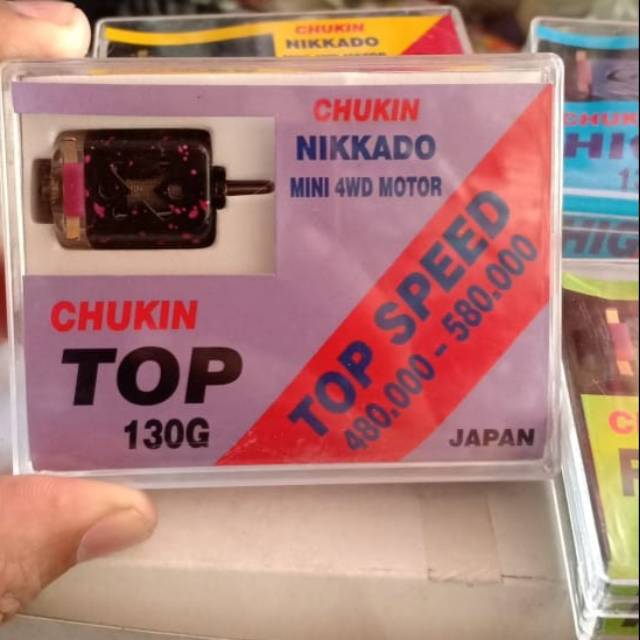 CHUKIN
NIKKADO
CHUKIN
NIKKADO
MINI 4WD MOTOR
TOP SPEED
480.000 - 580.000
CHUKIN
TOP
130G
JAPAN